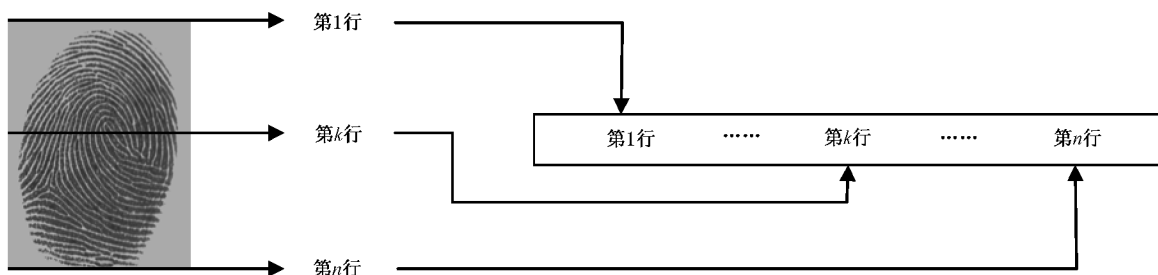 第1行
第k行
第1行 …… 第k行 …… 第n行
第n行